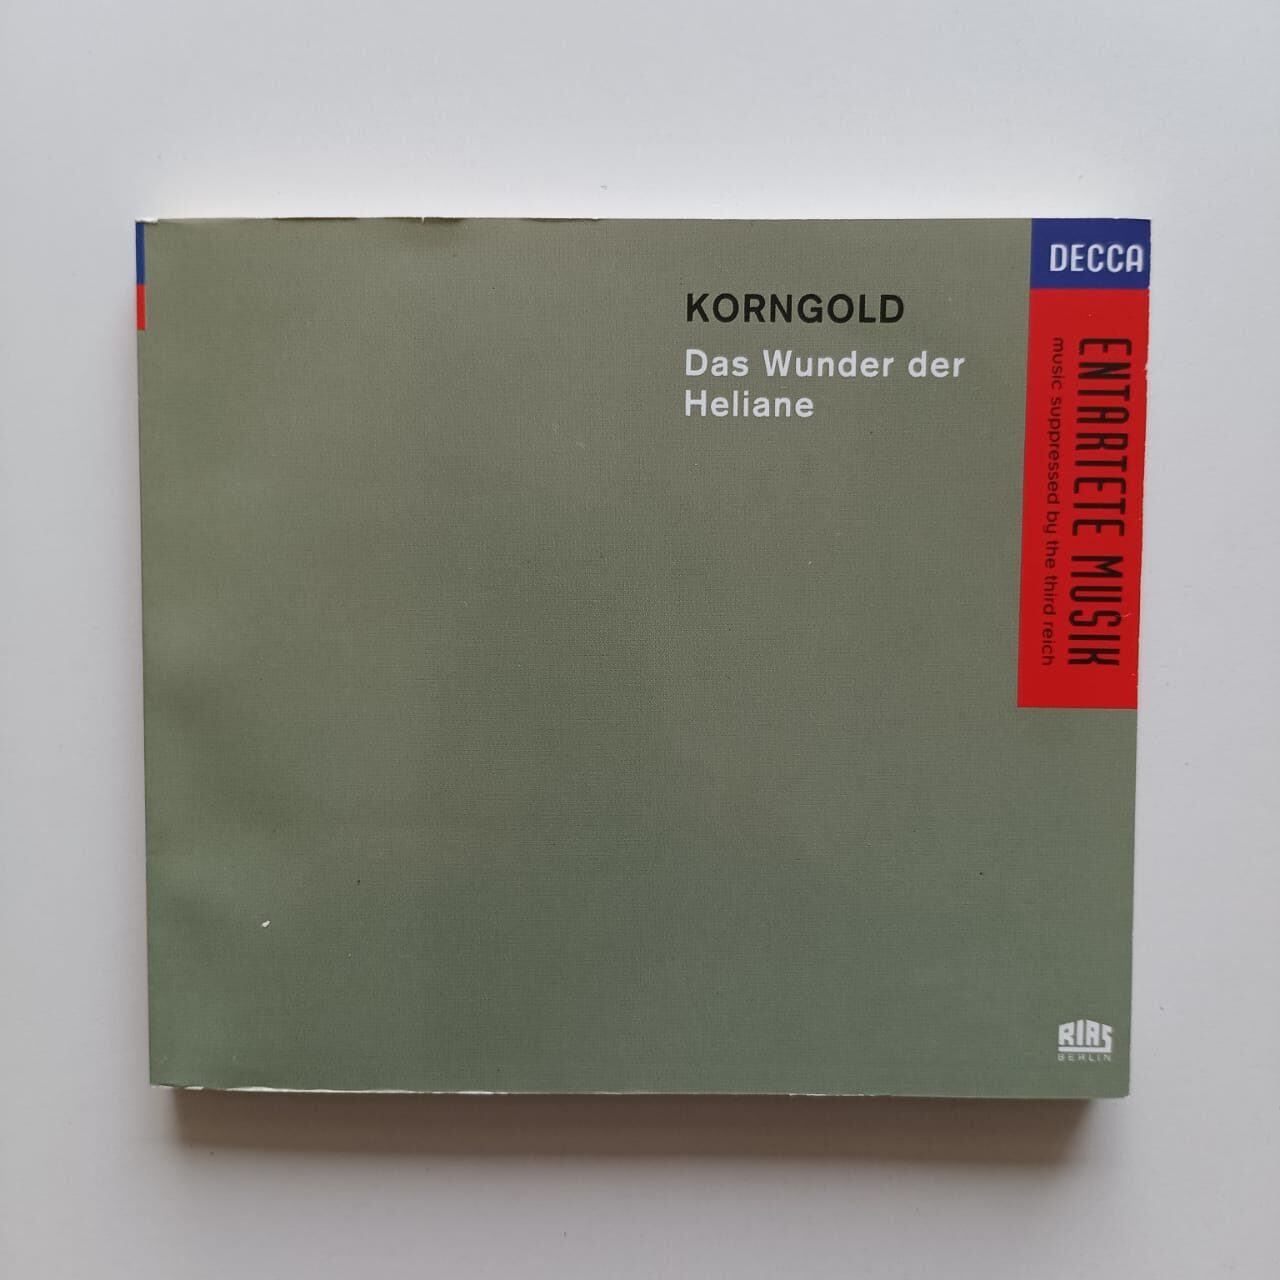 DECCA
KORNGOLD
Das Wunder der
Heliane
ENTARTETE MUSIK
music suppressed by the third reich
RIAS
BERLIN